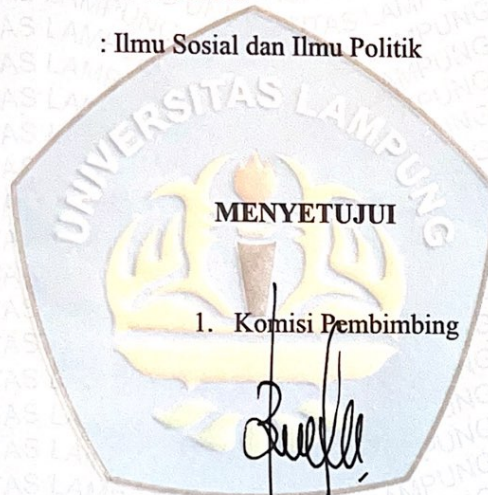 : Ilmu Sosial dan Ilmu Politik
UNIVERSITAS LAMPUNG
MENYETUJUI
1. Komisi Pembimbing